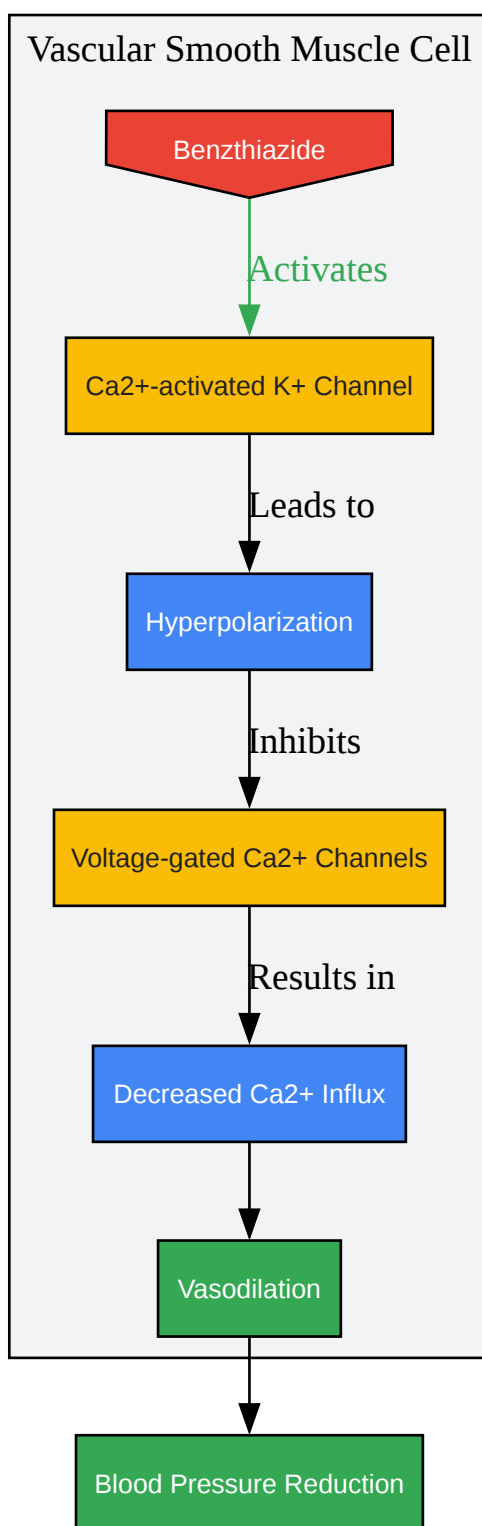 Vascular Smooth Muscle Cell
Benzthiazide
Activates
Ca2+-activated K+ Channel
Leads to
Hyperpolarization
Inhibits
Voltage-gated Ca2+ Channels
Results in
Decreased Ca2+ Influx
Vasodilation
Blood Pressure Reduction